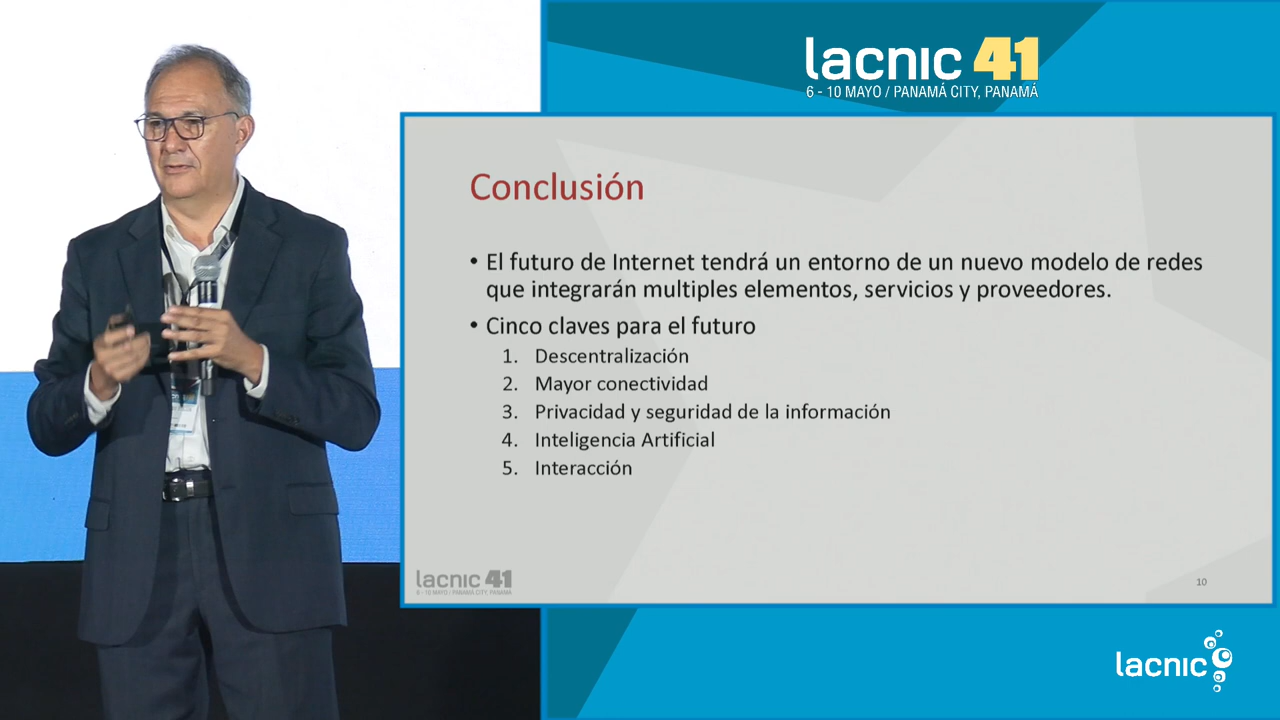 lacnic 41
6 - 10 MAYO / PANAMÁ CITY, PANAMÁ
Conclusión
• El futuro de Internet tendrá un entorno de un nuevo modelo de redes
que integrarán multiples elementos, servicios y proveedores.
• Cinco claves para el futuro
1. Descentralización
2. Mayor conectividad
3. Privacidad y seguridad de la información
4. Inteligencia Artificial
5. Interacción
lacnic 41
6 - 10 MAYO / PANAMÁ CITY, PANAMÁ
10
lacnic